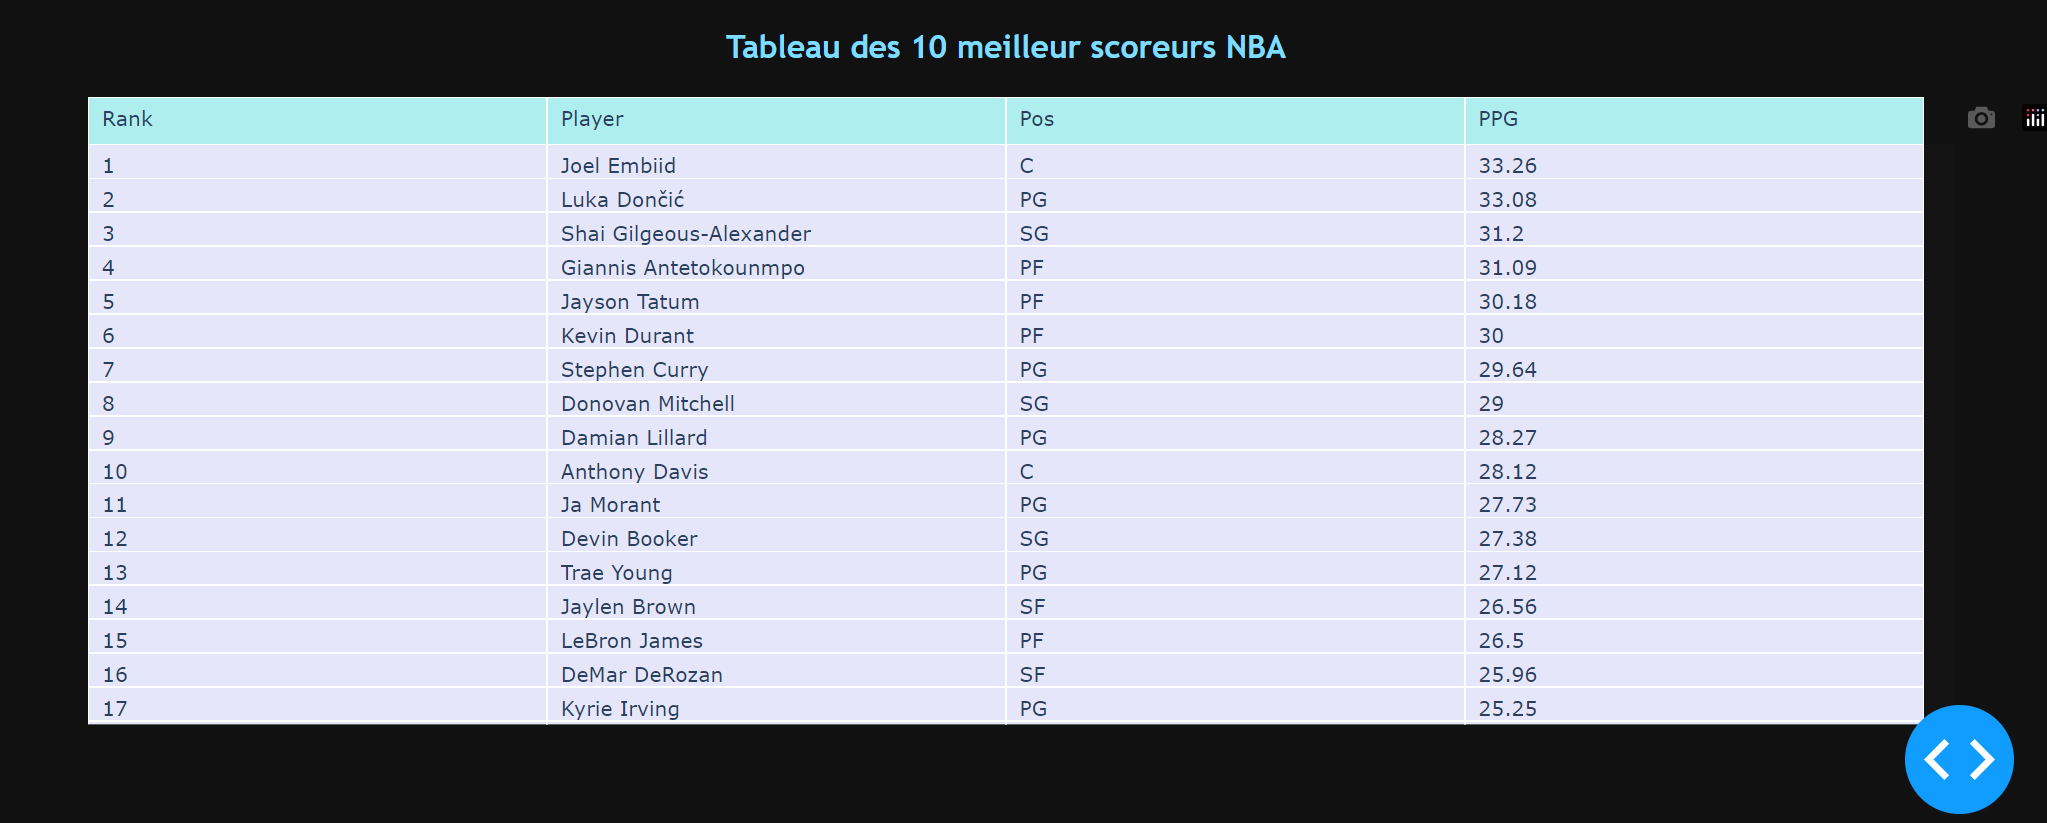 Tableau des 10 meilleur scoreurs NBA
Rank Player Pos PPG
1 Joel Embiid C 33.26
2 Luka Dončić PG 33.08
3 Shai Gilgeous-Alexander SG 31.2
4 Giannis Antetokounmpo PF 31.09
5 Jayson Tatum PF 30.18
6 Kevin Durant PF 30
7 Stephen Curry PG 29.64
8 Donovan Mitchell SG 29
9 Damian Lillard PG 28.27
10 Anthony Davis C 28.12
11 Ja Morant PG 27.73
12 Devin Booker SG 27.38
13 Trae Young PG 27.12
14 Jaylen Brown SF 26.56
15 LeBron James PF 26.5
16 DeMar DeRozan SF 25.96
17 Kyrie Irving PG 25.25